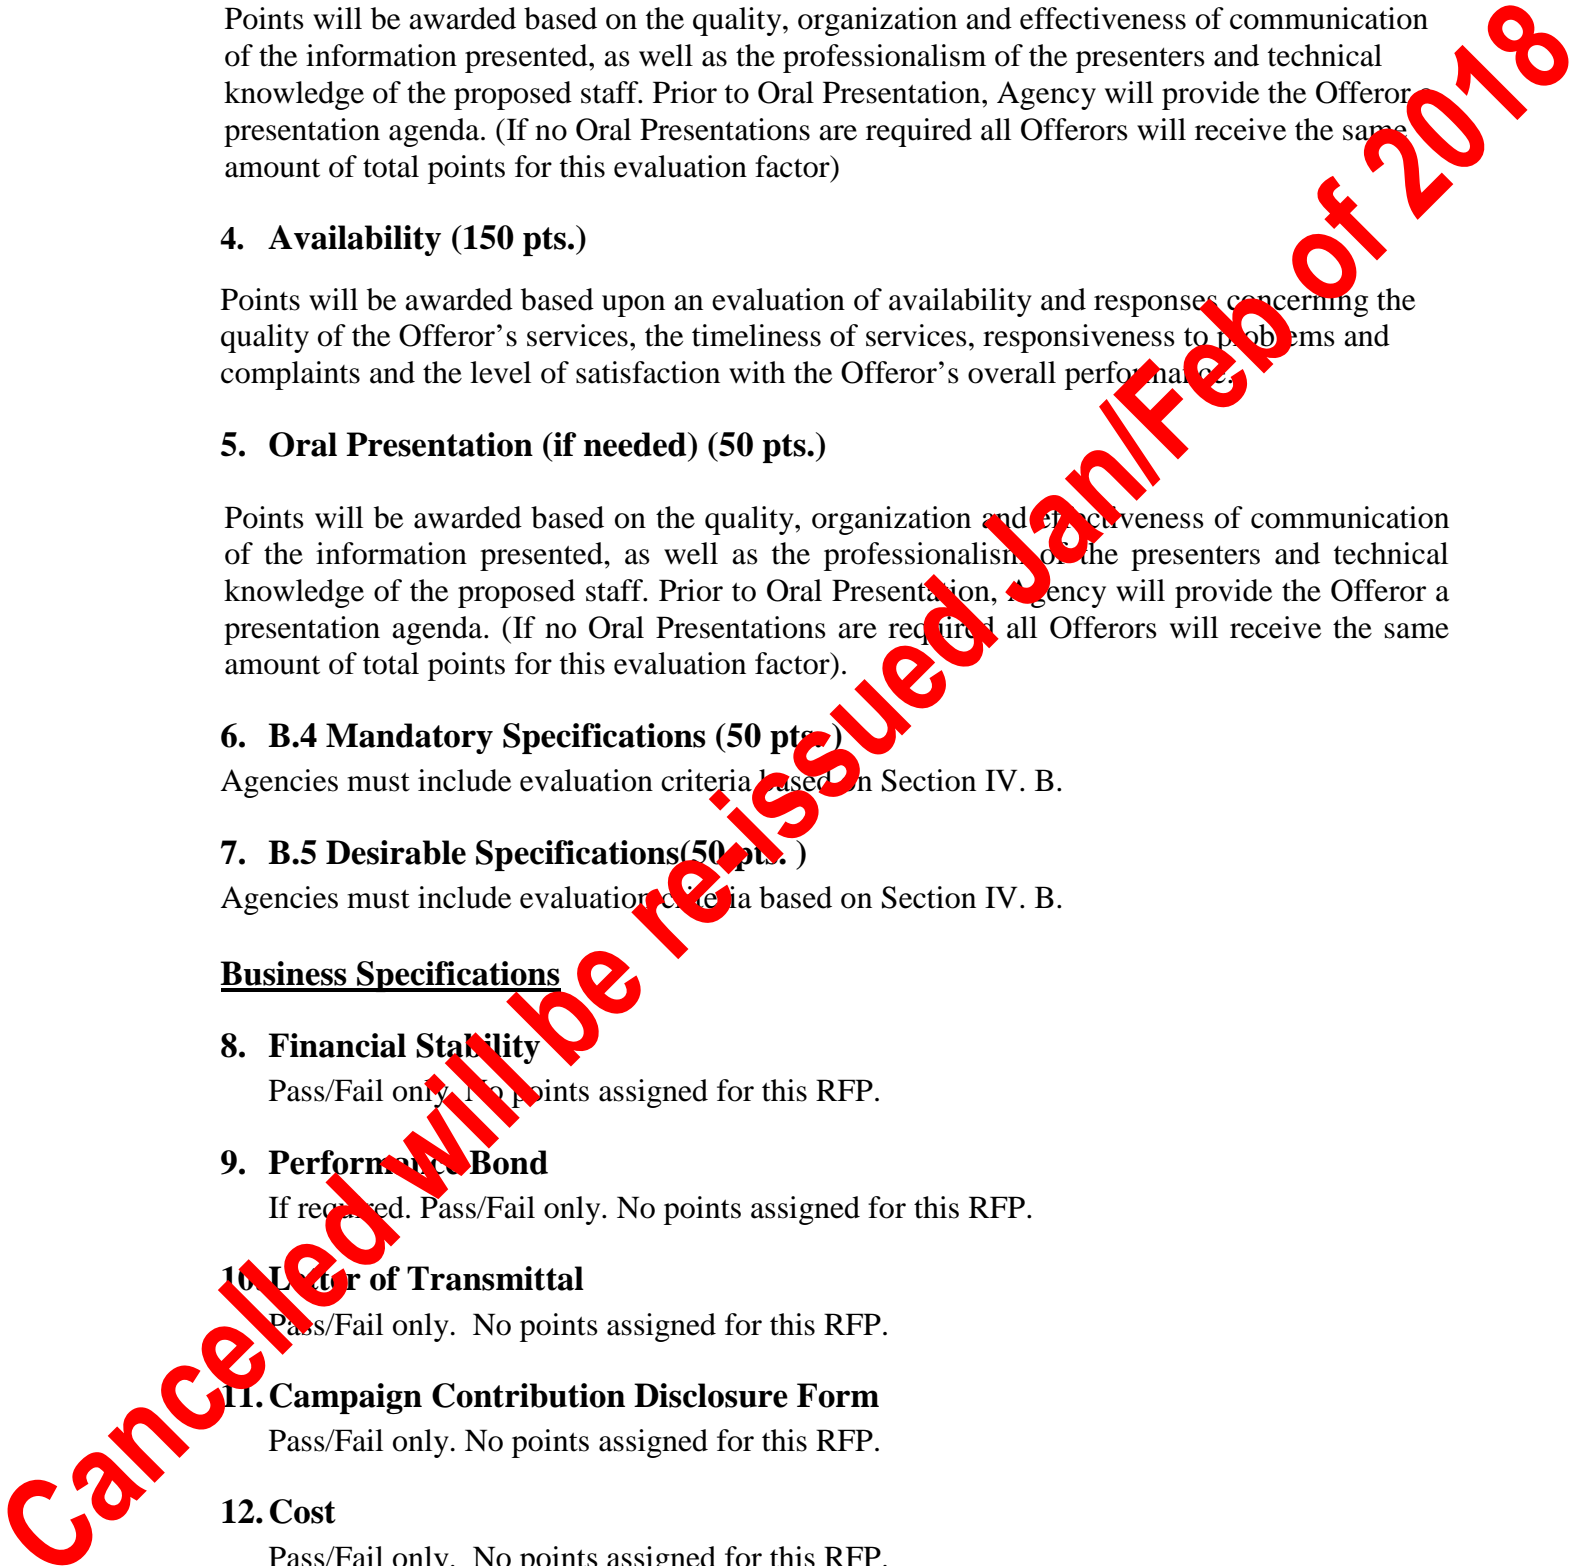 Points will be awarded based on the quality, organization and effectiveness of communication
of the information presented, as well as the professionalism of the presenters and technical
knowledge of the proposed staff. Prior to Oral Presentation, Agency will provide the Offeror a
presentation agenda. (If no Oral Presentations are required all Offerors will receive the same
amount of total points for this evaluation factor)
4. Availability (150 pts.)
Points will be awarded based upon an evaluation of availability and responses concerning the
quality of the Offeror’s services, the timeliness of services, responsiveness to problems and
complaints and the level of satisfaction with the Offeror’s overall performance.
5. Oral Presentation (if needed) (50 pts.)
Points will be awarded based on the quality, organization and effectiveness of communication
of the information presented, as well as the professionalism of the presenters and technical
knowledge of the proposed staff. Prior to Oral Presentation, Agency will provide the Offeror a
presentation agenda. (If no Oral Presentations are required all Offerors will receive the same
amount of total points for this evaluation factor).
6. B.4 Mandatory Specifications (50 pts. )
Agencies must include evaluation criteria based on Section IV. B.
7. B.5 Desirable Specifications(50 pts. )
Agencies must include evaluation criteria based on Section IV. B.
Business Specifications
8. Financial Stability
Pass/Fail only. No points assigned for this RFP.
9. Performance Bond
If required. Pass/Fail only. No points assigned for this RFP.
10. Letter of Transmittal
Pass/Fail only.  No points assigned for this RFP.
11. Campaign Contribution Disclosure Form
Pass/Fail only. No points assigned for this RFP.
12. Cost
Pass/Fail only.  No points assigned for this RFP.
Cancelled will be re-issued Jan/Feb of 2018